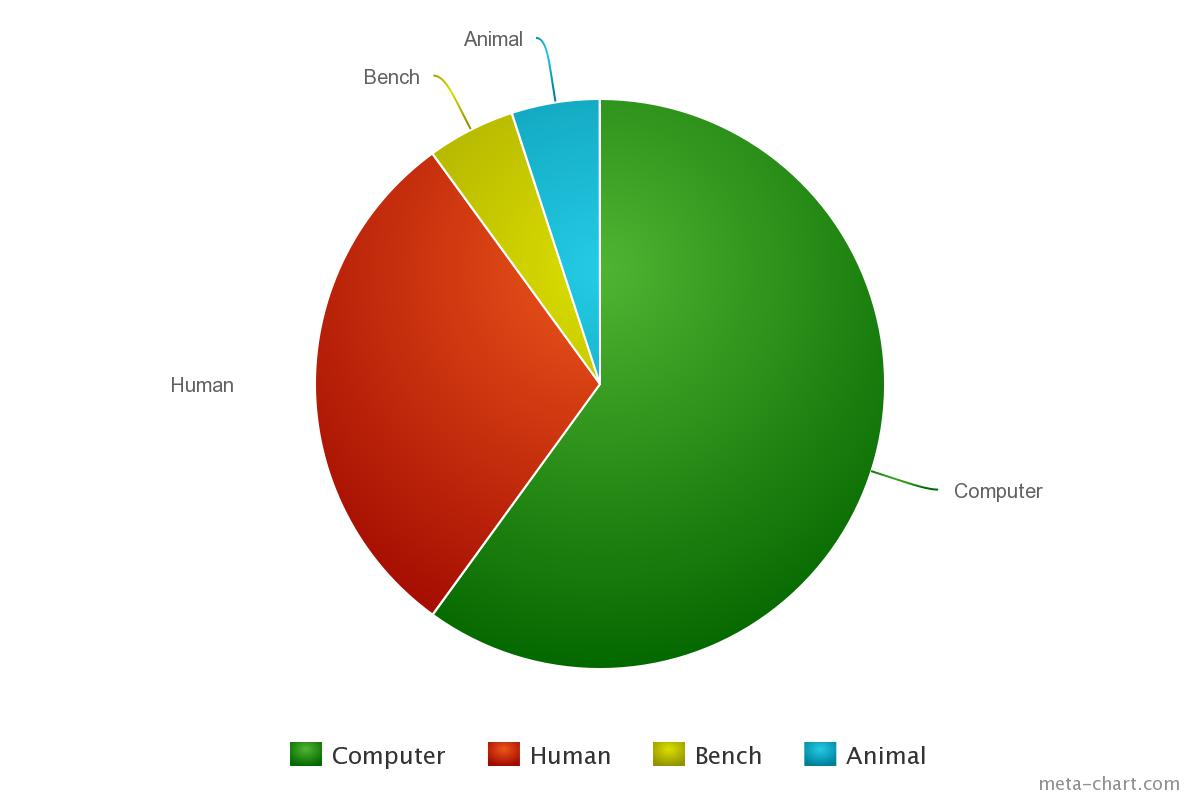 Animal
Bench
Human
Computer
Computer Human Bench Animal
meta-chart.com